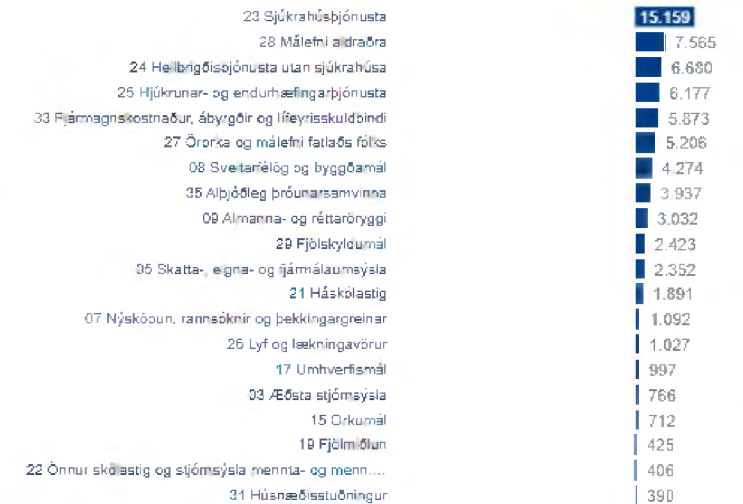 23 Sjúkrahúsþjónusta 15.159
28 Málefni aldraðra 7.565
24 Heilbrigðisþjónusta utan sjúkrahúsa 6.680
25 Hjúkrunar- og endurhæfingarþjónusta 6.177
33 Fjármagnskostnaður, ábyrgðir og lífeyrisskuldbindi 5.873
27 Örorka og málefni fatlaðs fólks 5.206
08 Sveitarfélög og byggðamál 4.274
35 Alþjóðleg þróunarsamvinna 3.937
09 Almanna- og réttaröryggi 3.032
29 Fjölskyldumál 2.423
05 Skatta-, eigna- og fjármálaumsýsla 2.352
21 Háskólastig 1.891
07 Nýsköpun, rannsóknir og þekkingargreinar 1.092
26 Lyf og lækningavörur 1.027
17 Umhverfismál 997
03 Æðsta stjórnsýsla 766
15 Orkumál 712
19 Fjölmiðlun 425
22 Önnur skólastig og stjórnsýsla mennta- og menn.... 406
31 Húsnæðisstuðningur 390